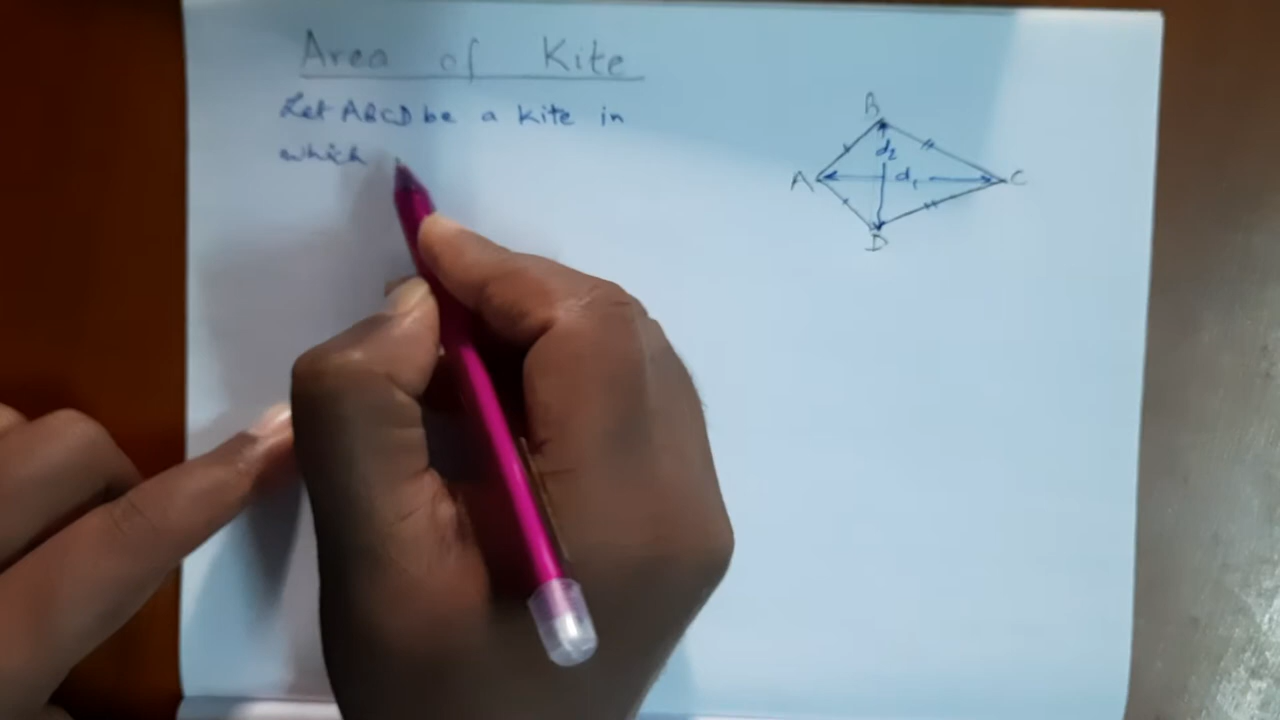 Area of Kite
Let ABCD be a Kite in
which
B
d₂
A
d₁
C
D